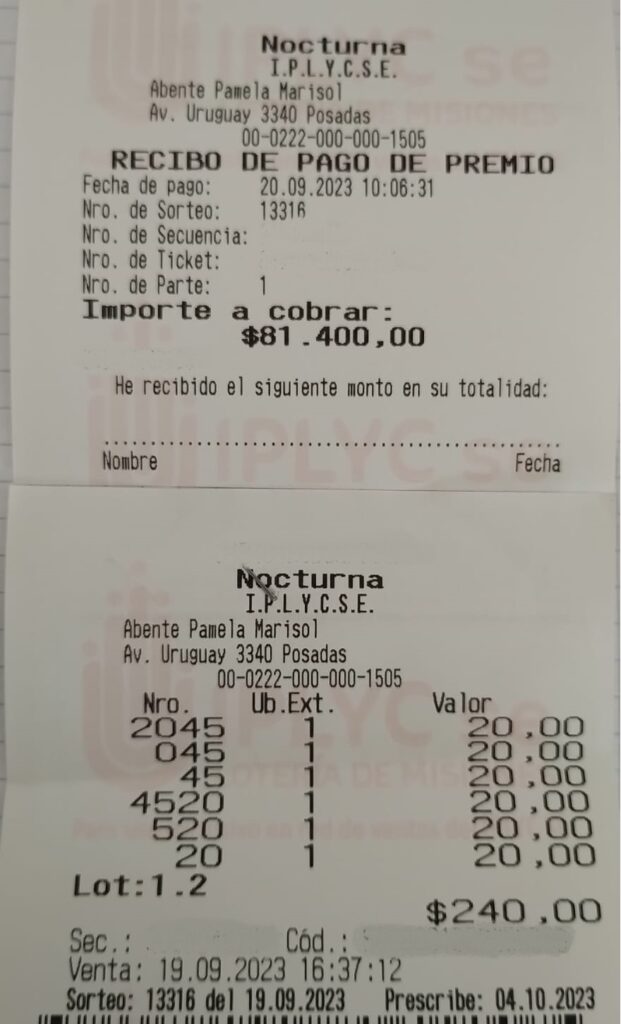 Nocturna
I.P.L.Y.C.S.E.
Abente Pamela Marisol
Av. Uruguay 3340 Posadas
00-0222-000-000-1505
RECIBO DE PAGO DE PREMIO
Fecha de pago: 20.09.2023 10:06:31
Nro. de Sorteo: 13316
Nro. de Secuencia:
Nro. de Ticket:
Nro. de Parte: 1
Importe a cobrar:
$81.400,00
He recibido el siguiente monto en su totalidad:
Nombre Fecha
IPLYC se
Nocturna
I.P.L.Y.C.S.E.
Abente Pamela Marisol
Av. Uruguay 3340 Posadas
00-0222-000-000-1505
Nro. Ub.Ext. Valor
2045 1 20,00
045 1 20,00
45 1 20,00
4520 1 20,00
520 1 20,00
20 1 20,00
Lot:1.2
$240,00
Sec.: Cód.:
Venta: 19.09.2023 16:37:12
Sorteo: 13316 del 19.09.2023 Prescribe: 04.10.2023